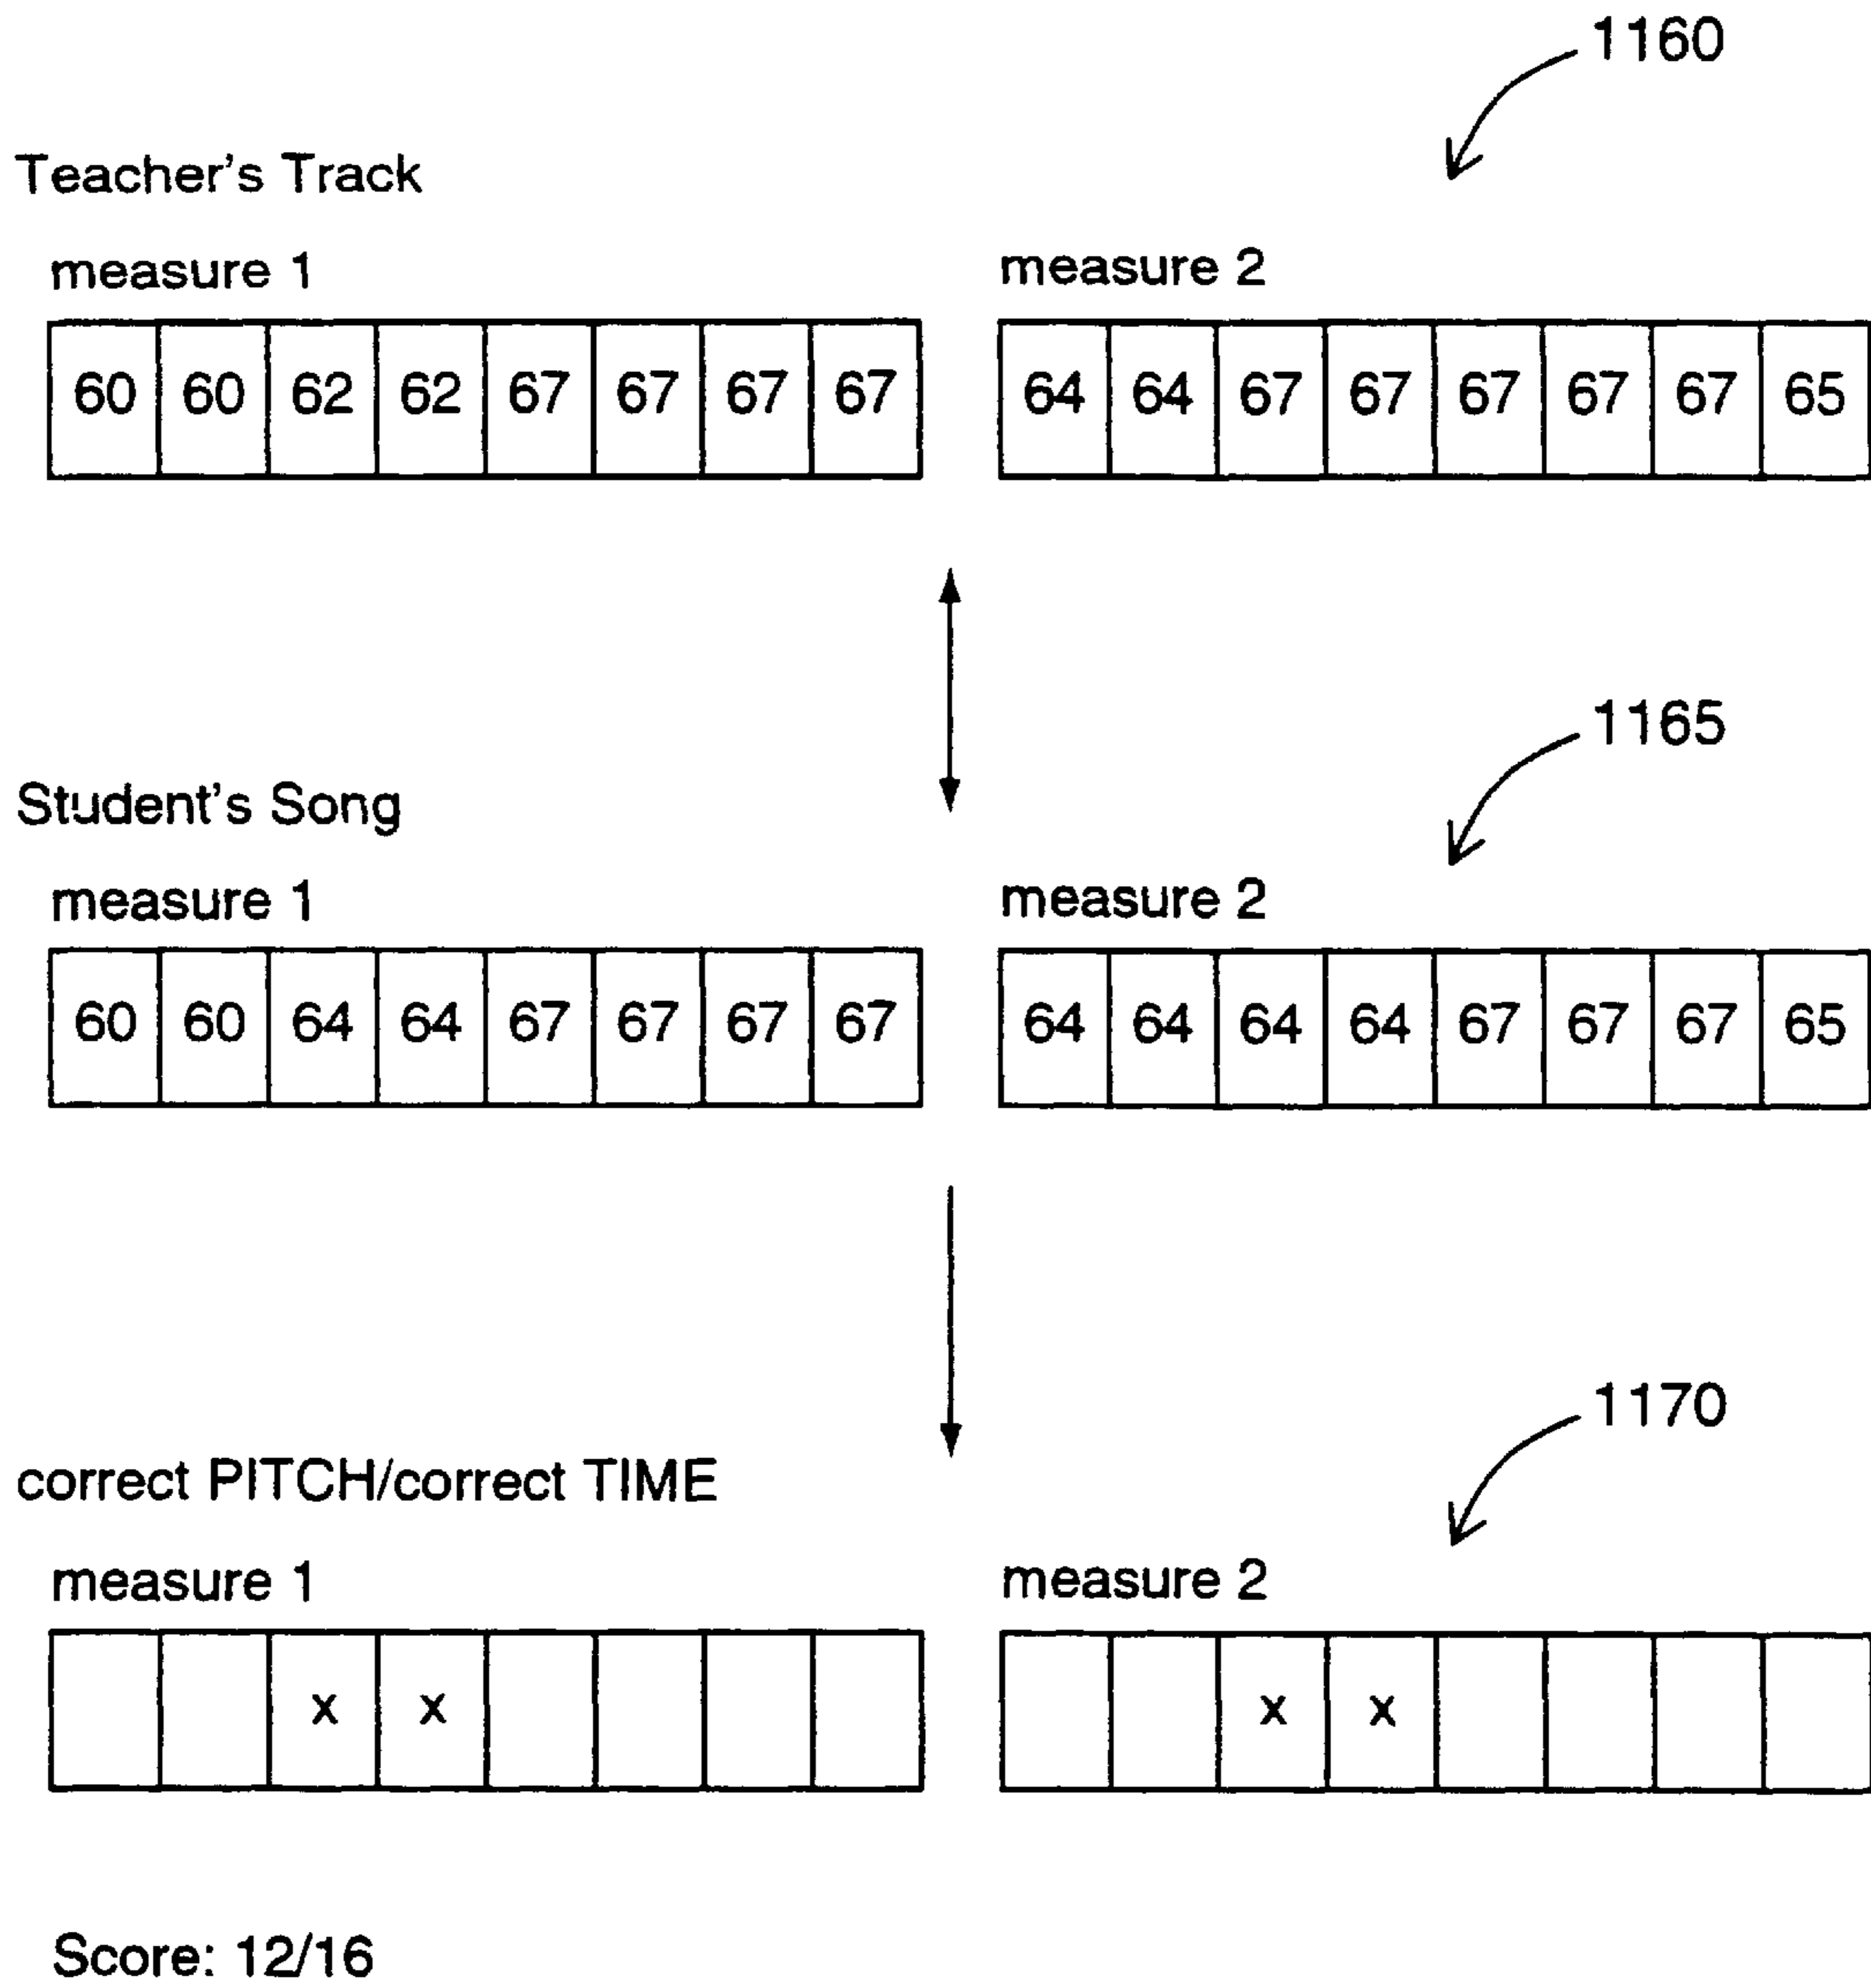 1160
Teacher's Track
measure 1 measure 2
60 60 62 62 67 67 67 67 64 64 67 67 67 67 67 65
1165
Student's Song
measure 1 measure 2
60 60 64 64 67 67 67 67 64 64 64 64 67 67 67 65
1170
correct PITCH/correct TIME
measure 1 measure 2
x x x x
Score: 12/16